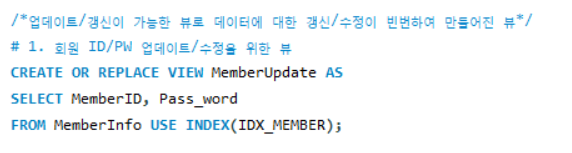 /*업데이트/갱신이 가능한 뷰로 데이터에 대한 갱신/수정이 빈번하여 만들어진 뷰*/
# 1. 회원 ID/PW 업데이트/수정을 위한 뷰
CREATE OR REPLACE VIEW MemberUpdate AS
SELECT MemberID, Pass_word
FROM MemberInfo USE INDEX(IDX_MEMBER);